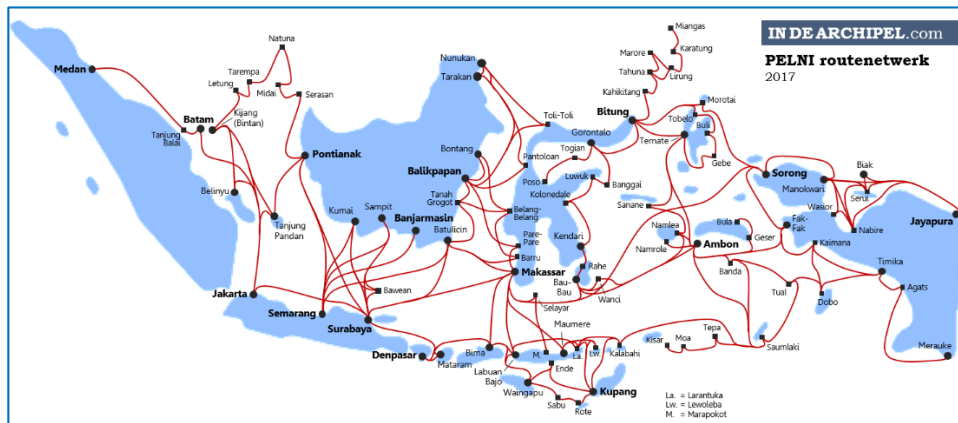 INDEARCHIPEL.com
PELNI routenetwerk
2017
Miangas
Karatung
Marore
Tahuna
Lirung
Kahikitang
Natuna
Tarempa
Letung
Midai
Serasan
Medan
Batam
Kijang
(Bintan)
Tanjung
Balai
Belinyu
Tanjung
Pandan
Pontianak
Nunukan
Tarakan
Toli-Toli
Bitung
Morotai
Tobelo
Buli
Gorontalo
Ternate
Gebe
Togian
Bontang
Pantoloan
Balikpapan
Poso
Luwuk
Banggai
Kolonedale
Sorong
Biak
Manokwari
Serui
Wasior
Nabire
Jayapura
Tanah
Grogot
Belang-
Belang
Kumai
Sampit
Banjarmasin
Batulicin
Sanane
Namlea
Namrole
Bula
Geser
Ambon
Fak-
Fak
Kaimana
Pare-
Pare
Barru
Kendari
Rahe
Makassar
Bau-
Bau
Wanci
Banda
Tual
Dobo
Timika
Agats
Merauke
Jakarta
Semarang
Bawean
Surabaya
Selayar
Maumere
Denpasar
Mataram
Bima
Labuan
Bajo
M.
La.
Lw.
Kalabahi
Ende
Waingapu
Sabu
Rote
Kupang
Kisar
Moa
Tepa
Saumlaki
La. = Larantuka
Lw. = Lewoleba
M. = Marapokot